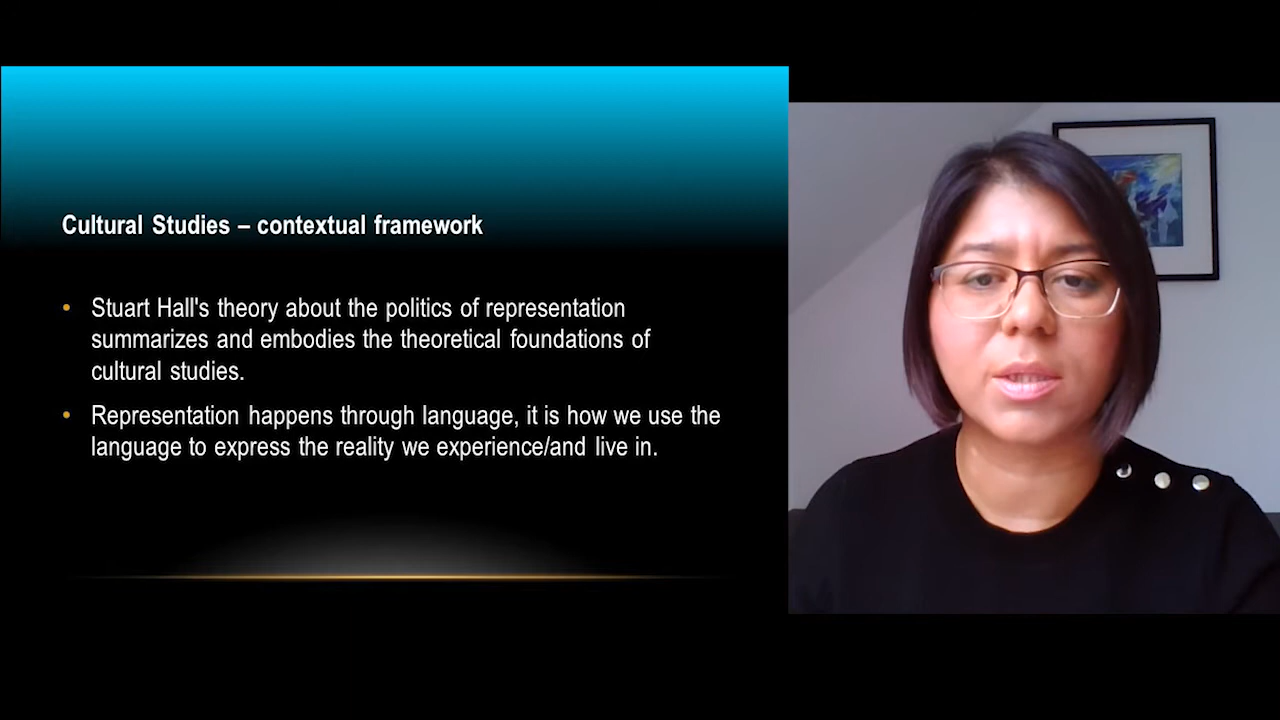 Cultural Studies – contextual framework
• Stuart Hall's theory about the politics of representation
summarizes and embodies the theoretical foundations of
cultural studies.
• Representation happens through language, it is how we use the
language to express the reality we experience/and live in.